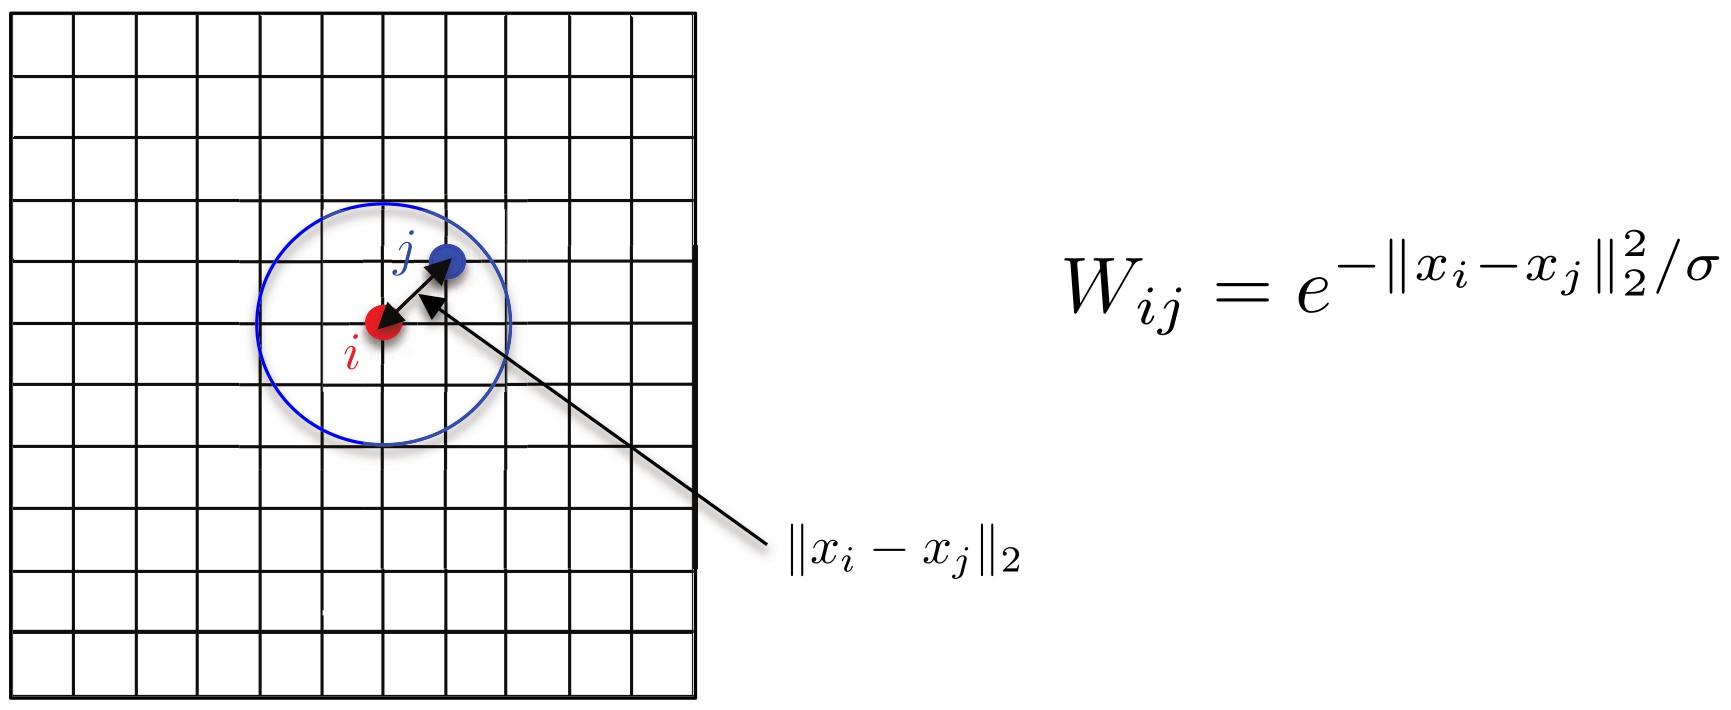 j
i
W_{ij} = e^{-\|x_i - x_j\|_2^2/\sigma}
\|x_i - x_j\|_2